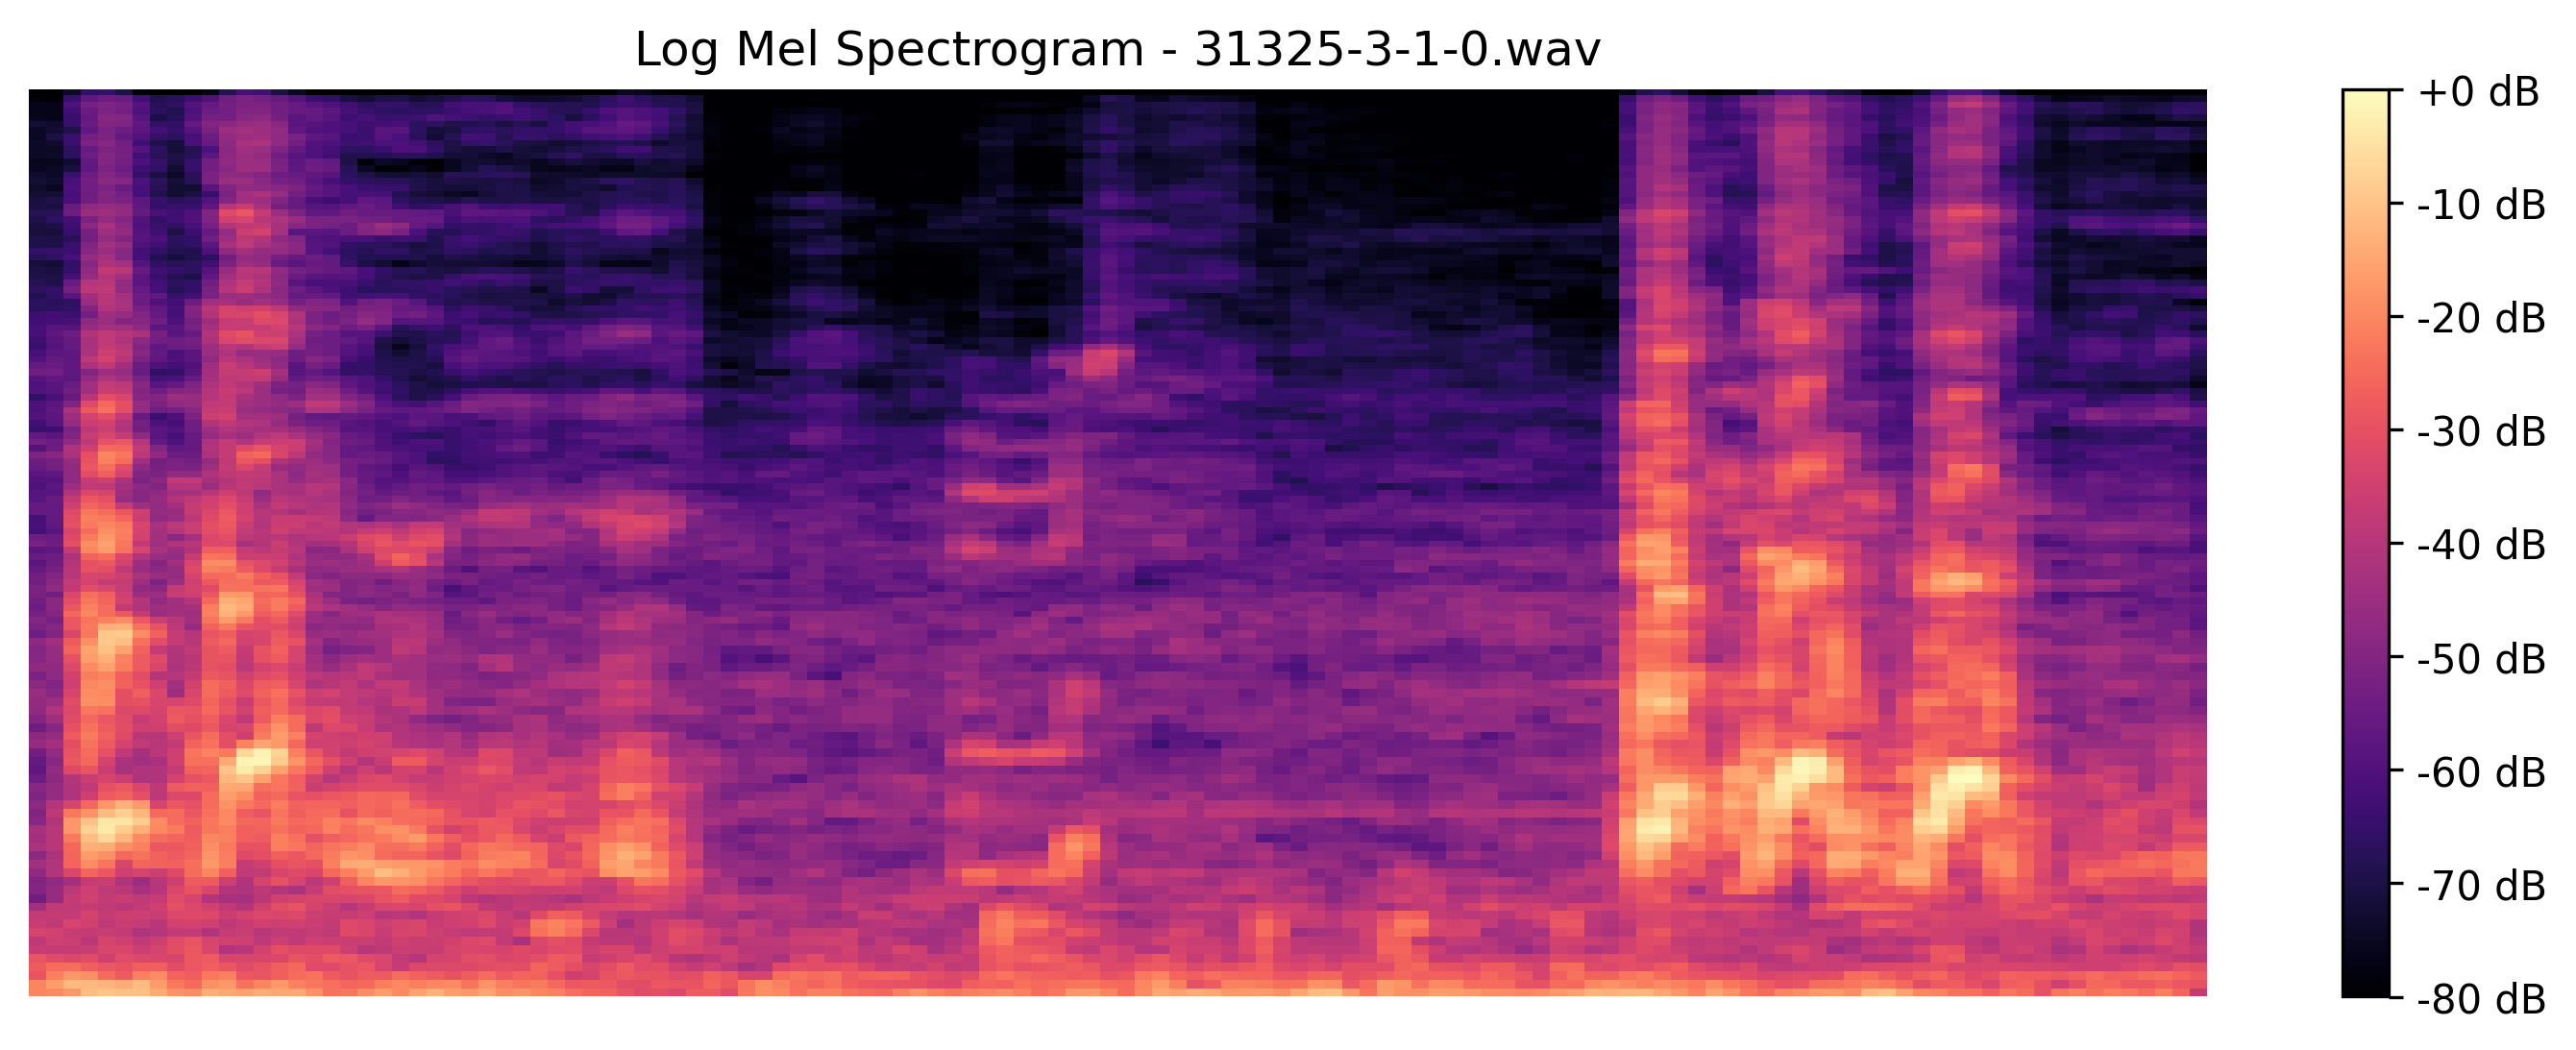 Log Mel Spectrogram - 31325-3-1-0.wav
+0 dB
-10 dB
-20 dB
-30 dB
-40 dB
-50 dB
-60 dB
-70 dB
-80 dB